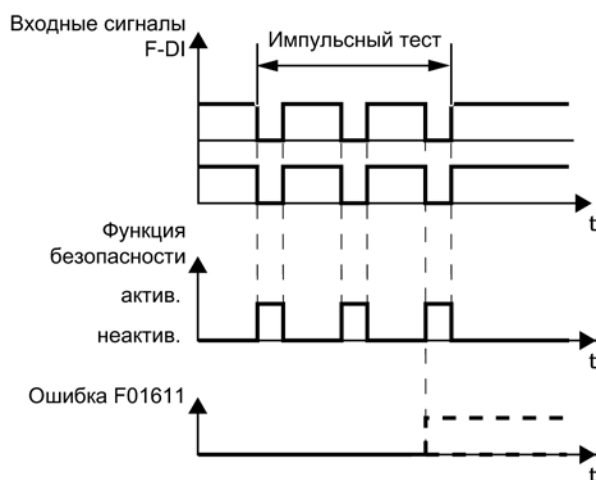 Входные сигналы
F-DI
Импульсный тест
t
Функция
безопасности
актив.
неактив.
t
Ошибка F01611
t